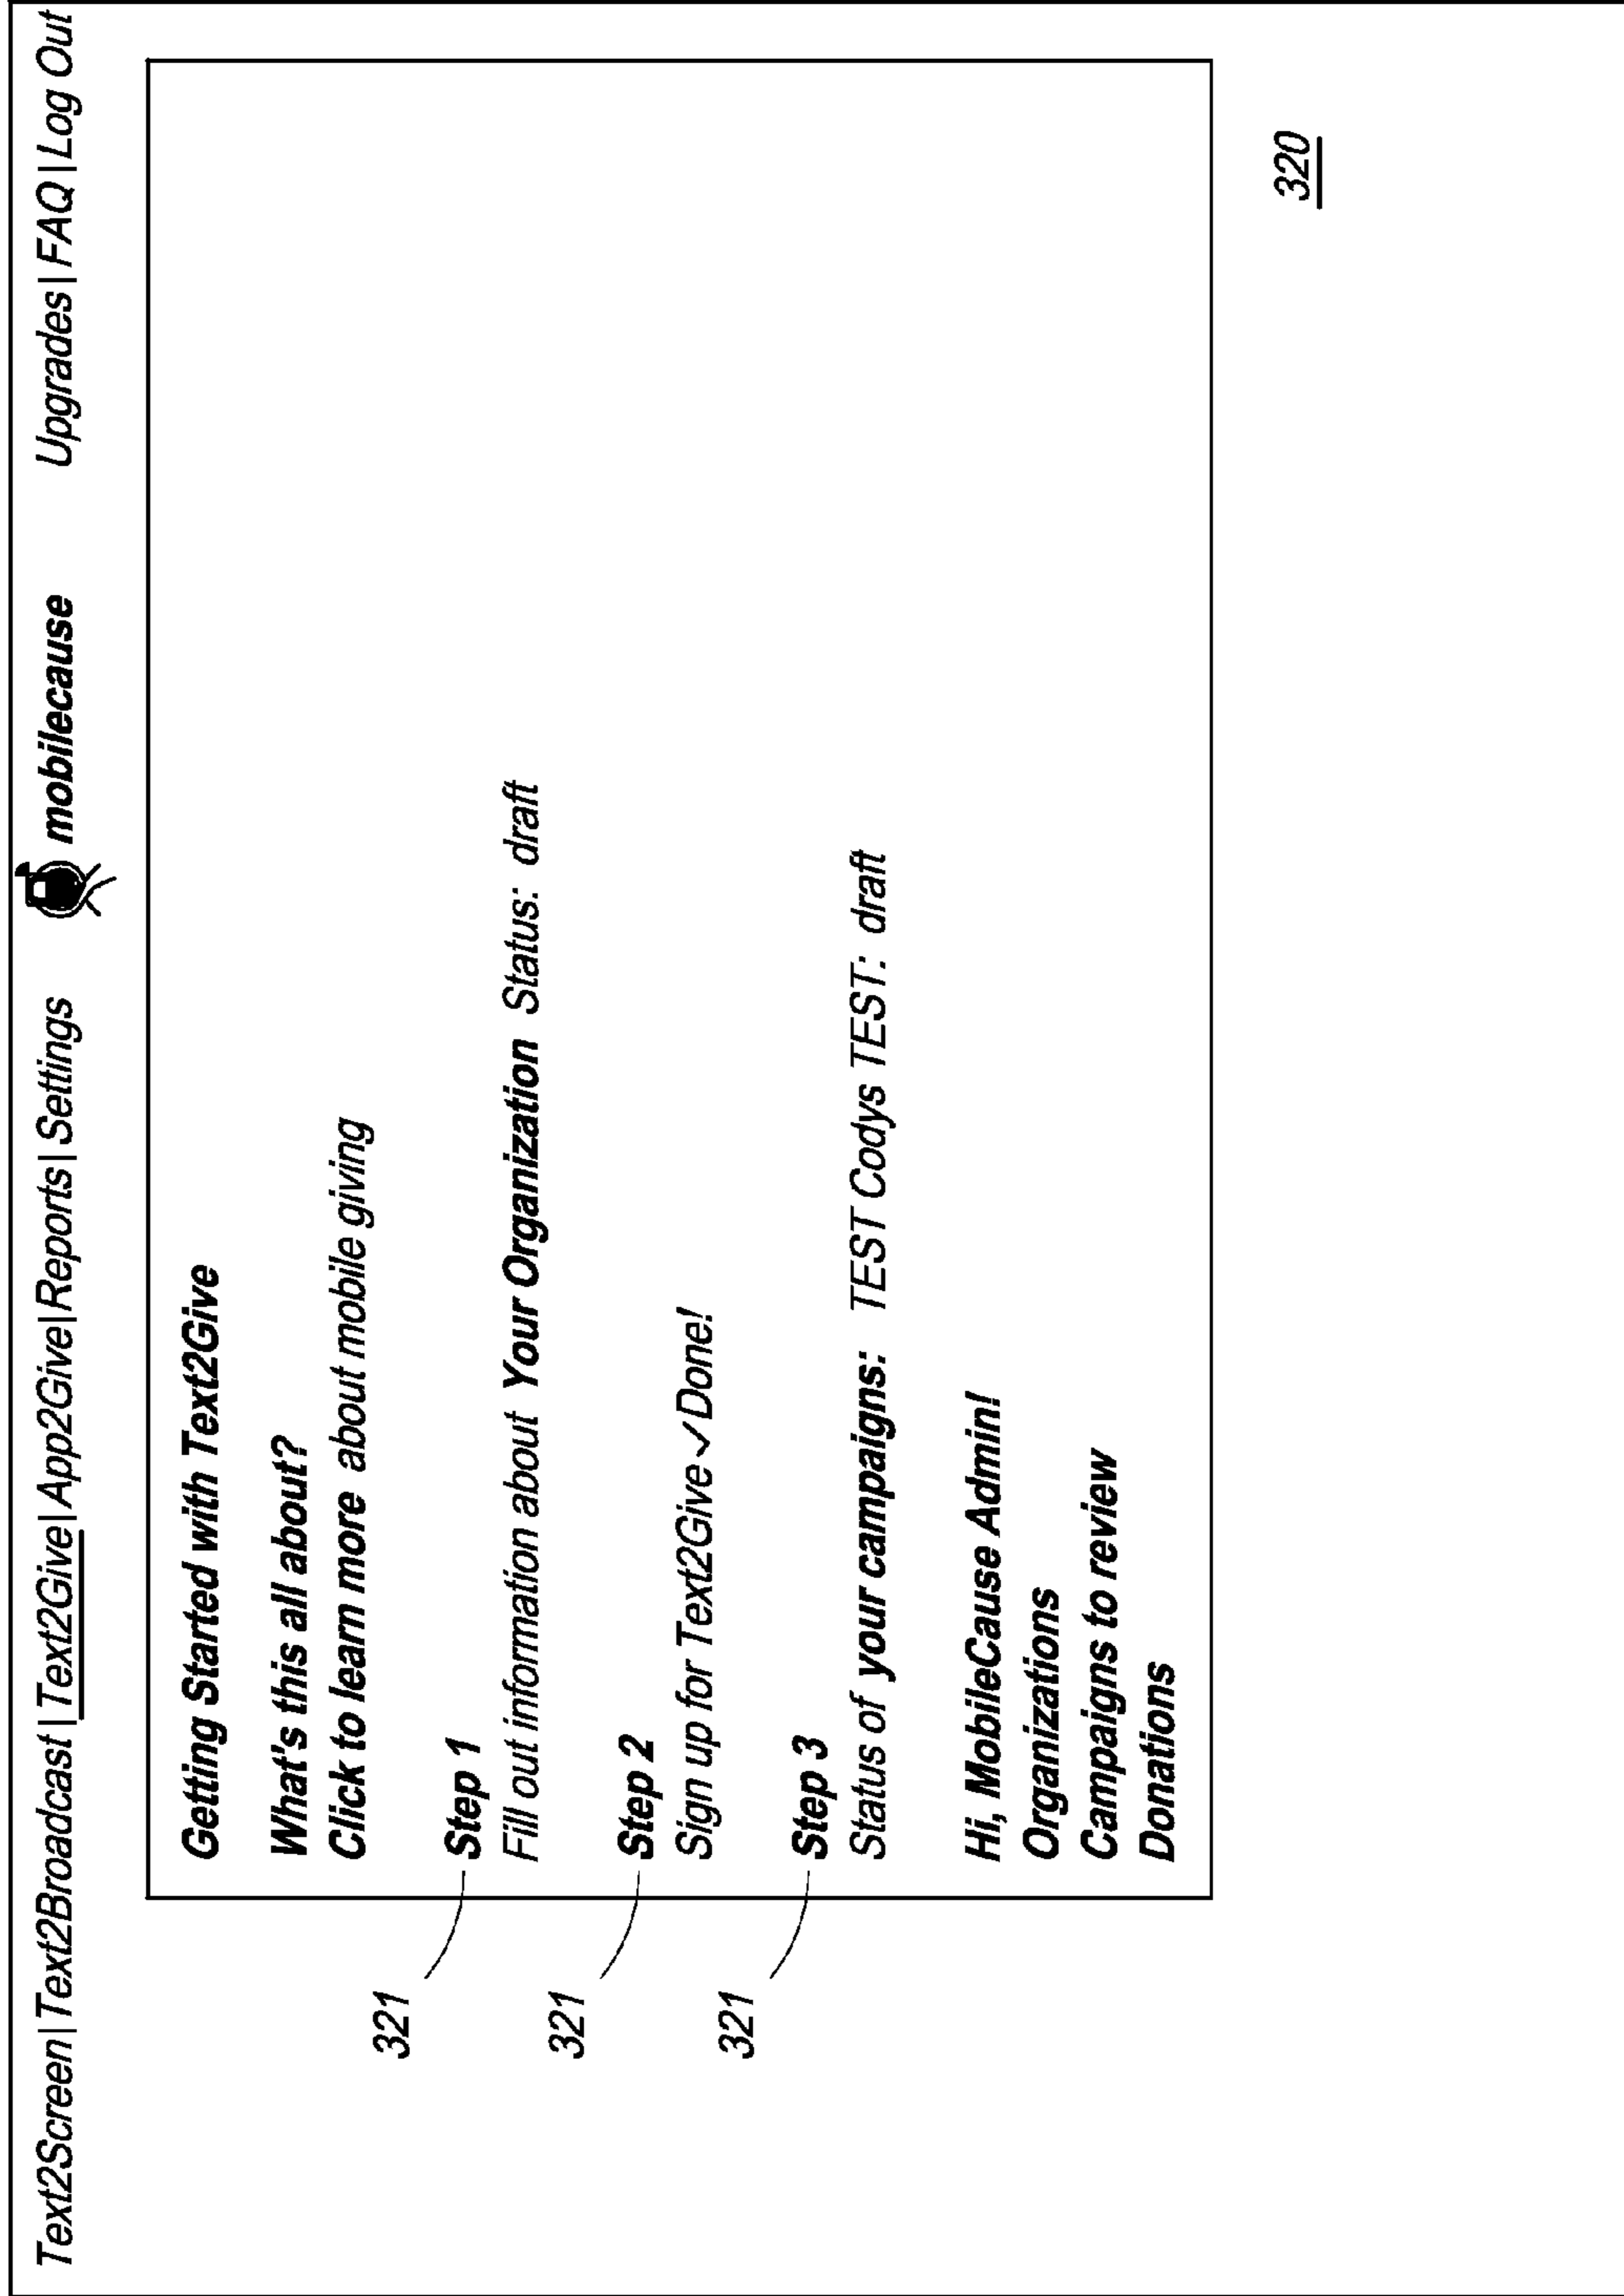 Text2Screen | Text2Broadcast | Text2Give | App2Give | Reports | Settings mobilecause Upgrades | FAQ | Log Out
Getting Started with Text2Give
What's this all about?
Click to learn more about mobile giving
321
Step 1
Fill out information about Your Organization Status: draft
321
Step 2
Sign up for Text2Give ✓ Done!
321
Step 3
Status of your campaigns: TEST Codys TEST: draft
Hi, MobileCause Admin!
Organizations
Campaigns to review
Donations
320